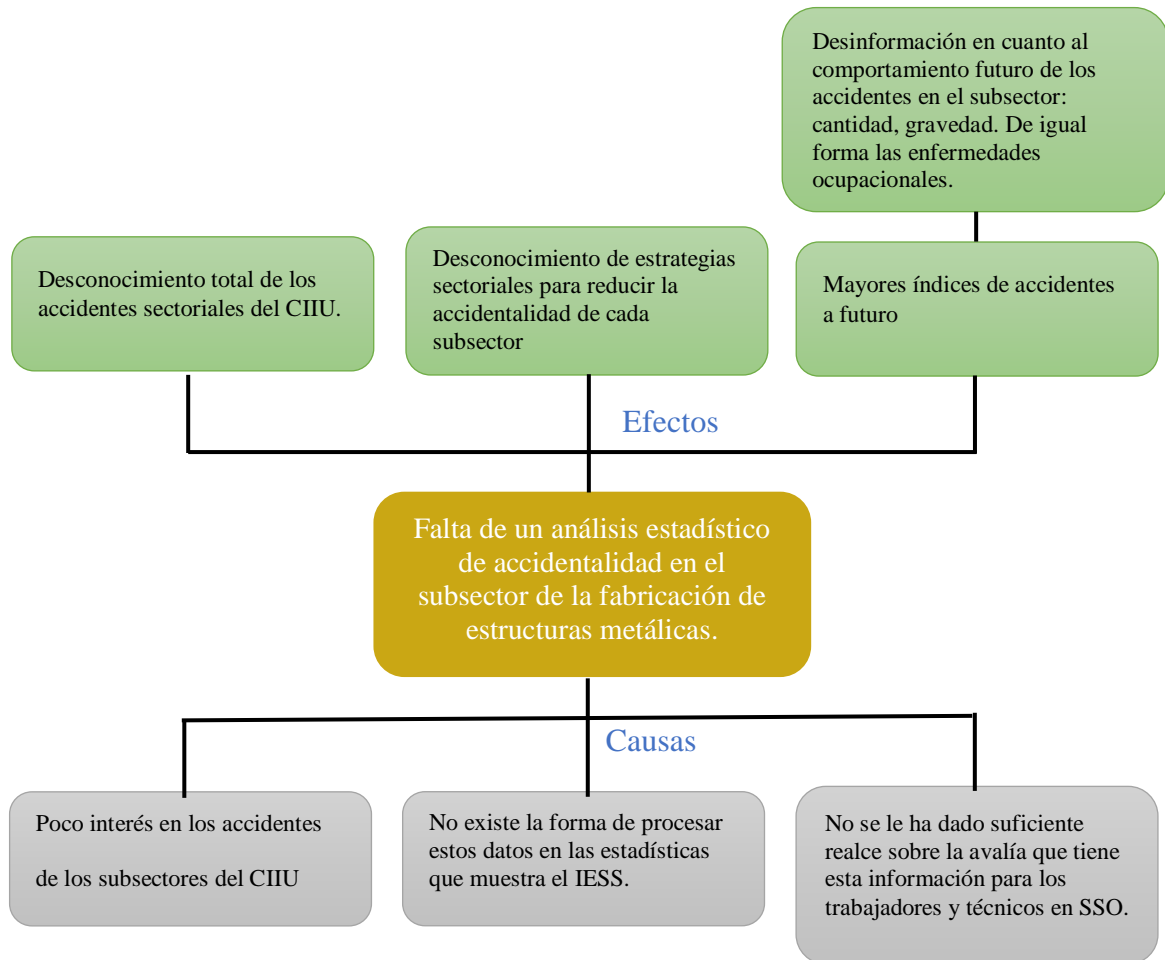 Desinformación en cuanto al
comportamiento futuro de los
accidentes en el subsector:
cantidad, gravedad. De igual
forma las enfermedades
ocupacionales.
Desconocimiento total de los
accidentes sectoriales del CIIU.
Desconocimiento de estrategias
sectoriales para reducir la
accidentalidad de cada
subsector
Mayores índices de accidentes
a futuro
Efectos
Falta de un análisis estadístico
de accidentalidad en el
subsector de la fabricación de
estructuras metálicas.
Causas
Poco interés en los accidentes
de los subsectores del CIIU
No existe la forma de procesar
estos datos en las estadísticas
que muestra el IESS.
No se le ha dado suficiente
realce sobre la avalía que tiene
esta información para los
trabajadores y técnicos en SSO.